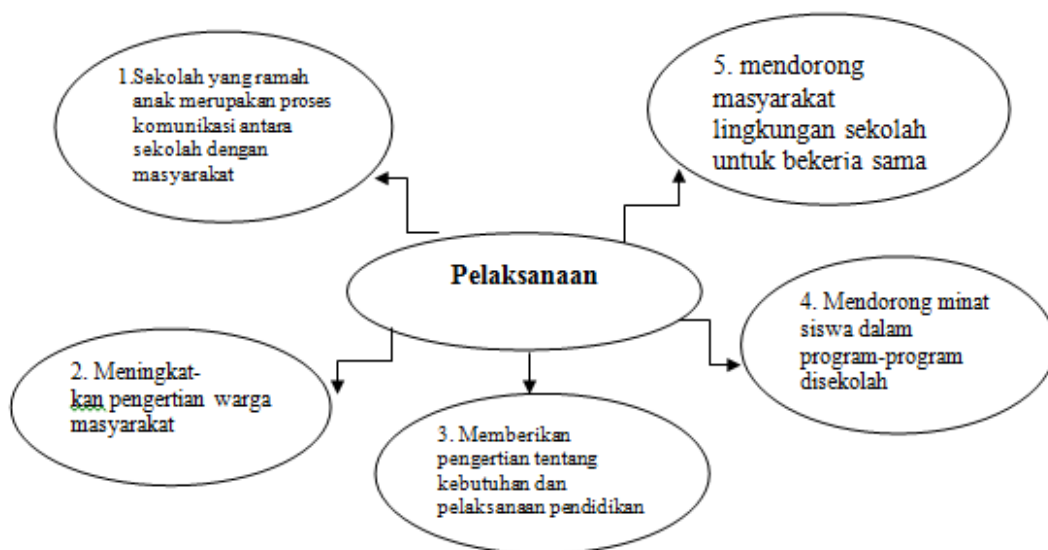 1.Sekolah yang ramah
anak merupakan proses
komunikasi antara
sekolah dengan
masyarakat
5. mendorong
masyarakat
lingkungan sekolah
untuk bekeria sama
Pelaksanaan
4. Mendorong minat
siswa dalam
program-program
disekolah
2. Meningkat-
kan pengertian warga
masyarakat
3. Memberikan
pengertian tentang
kebutuhan dan
pelaksanaan pendidikan